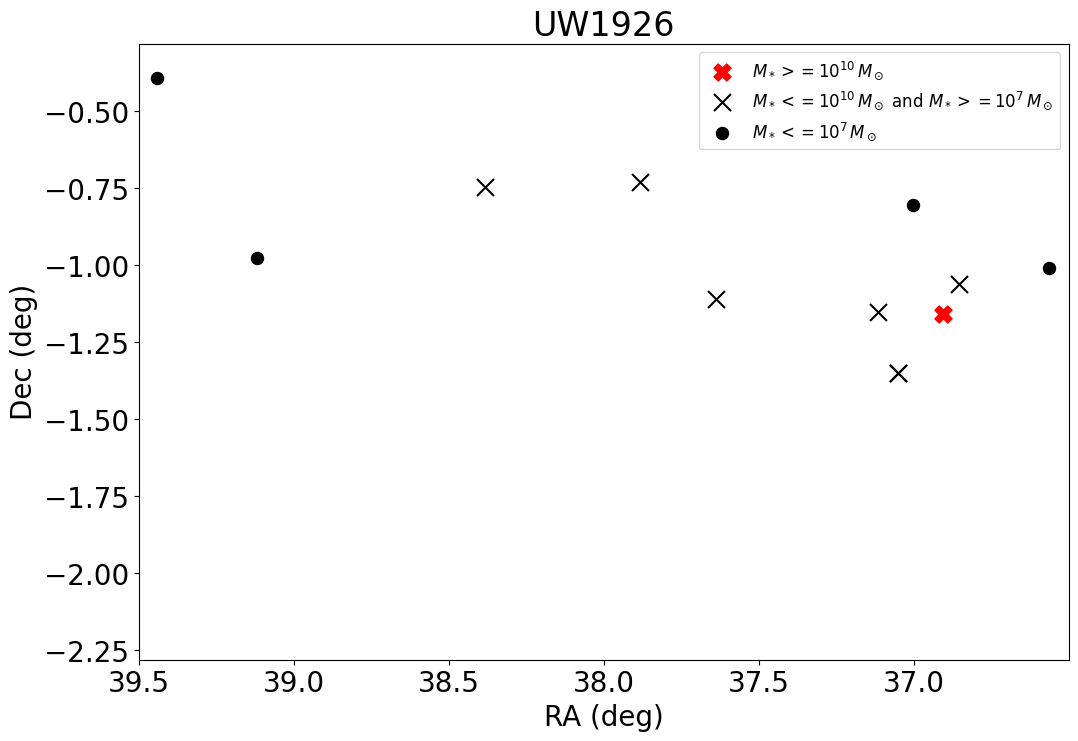 UW1926
M* >= 10^10 M⊙
M* <= 10^10 M⊙ and M* >= 10^7 M⊙
M* <= 10^7 M⊙
−0.50
−0.75
−1.00
−1.25
−1.50
−1.75
−2.00
−2.25
Dec (deg)
39.5 39.0 38.5 38.0 37.5 37.0
RA (deg)